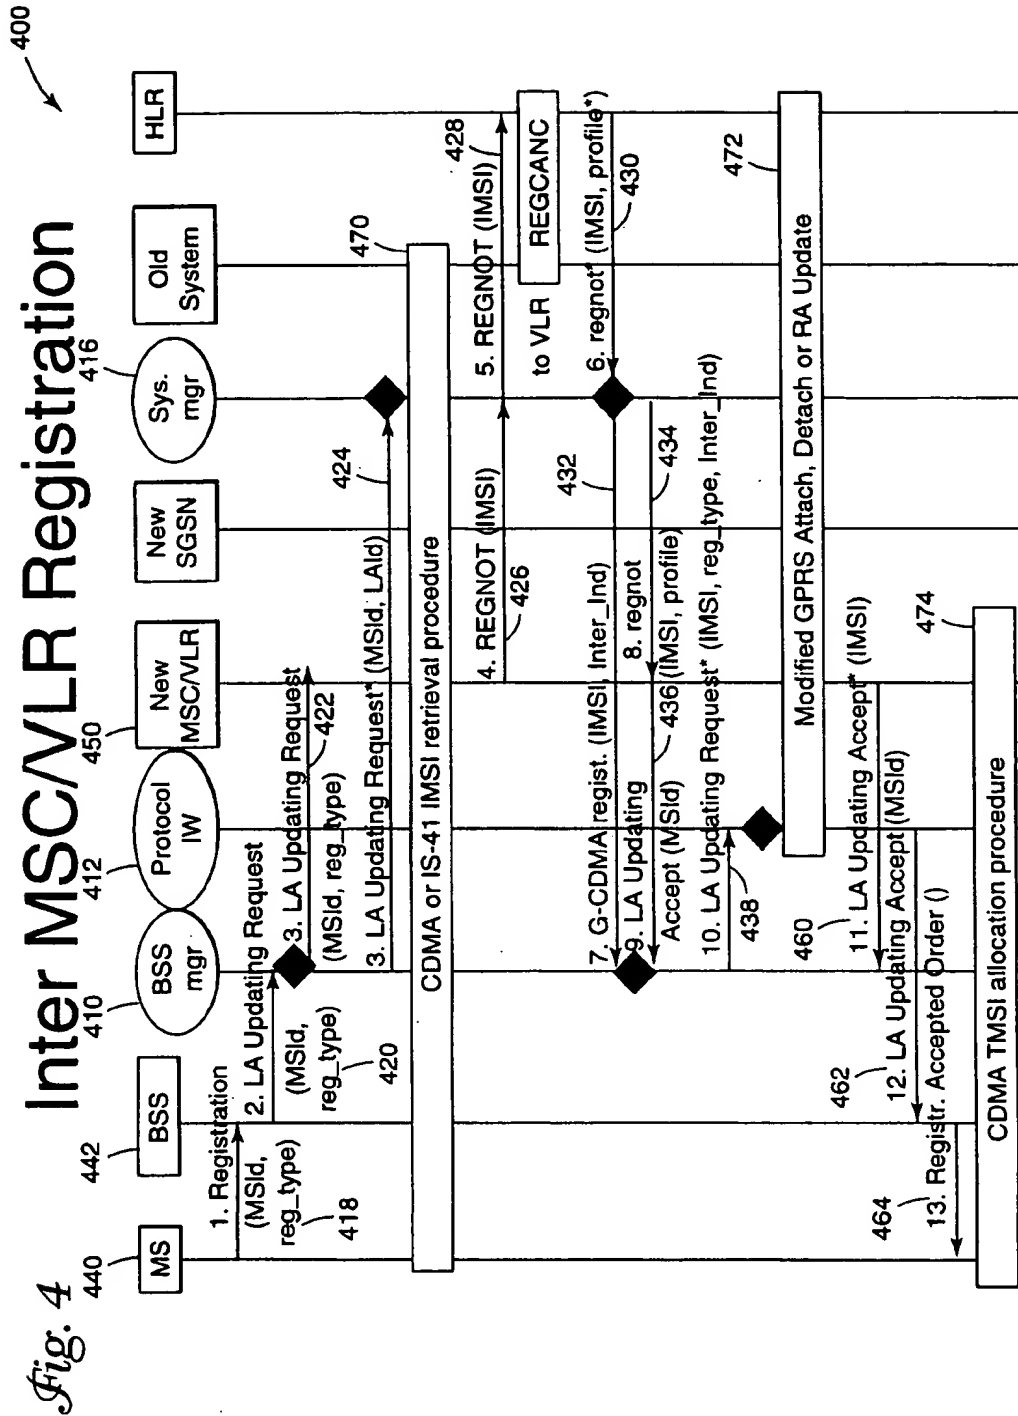 Fig. 4
Inter MSC/VLR Registration
400
440
442
410
412
450
416
MS
BSS
BSS
mgr
Protocol
IW
New
MSC/VLR
New
SGSN
Sys.
mgr
Old
System
HLR
1. Registration
(MSId,
reg_type)
418
2. LA Updating Request
(MSId,
reg_type)
420
3. LA Updating Request
422
(MSId, reg_type)
3. LA Updating Request* (MSId, LAId)
424
470
CDMA or IS-41 IMSI retrieval procedure
4. REGNOT (IMSI)
426
5. REGNOT (IMSI)
428
to VLR
REGCANC
6. regnot* (IMSI, profile*)
430
432
7. G-CDMA regist. (IMSI, Inter_Ind)
8. regnot
434
(IMSI, profile)
9. LA Updating
Accept (MSId)
436
10. LA Updating Request* (IMSI, reg_type, Inter_Ind)
438
472
Modified GPRS Attach, Detach or RA Update
460
11. LA Updating Accept* (IMSI)
462
12. LA Updating Accept (MSId)
464
13. Registr. Accepted Order ()
474
CDMA TMSI allocation procedure